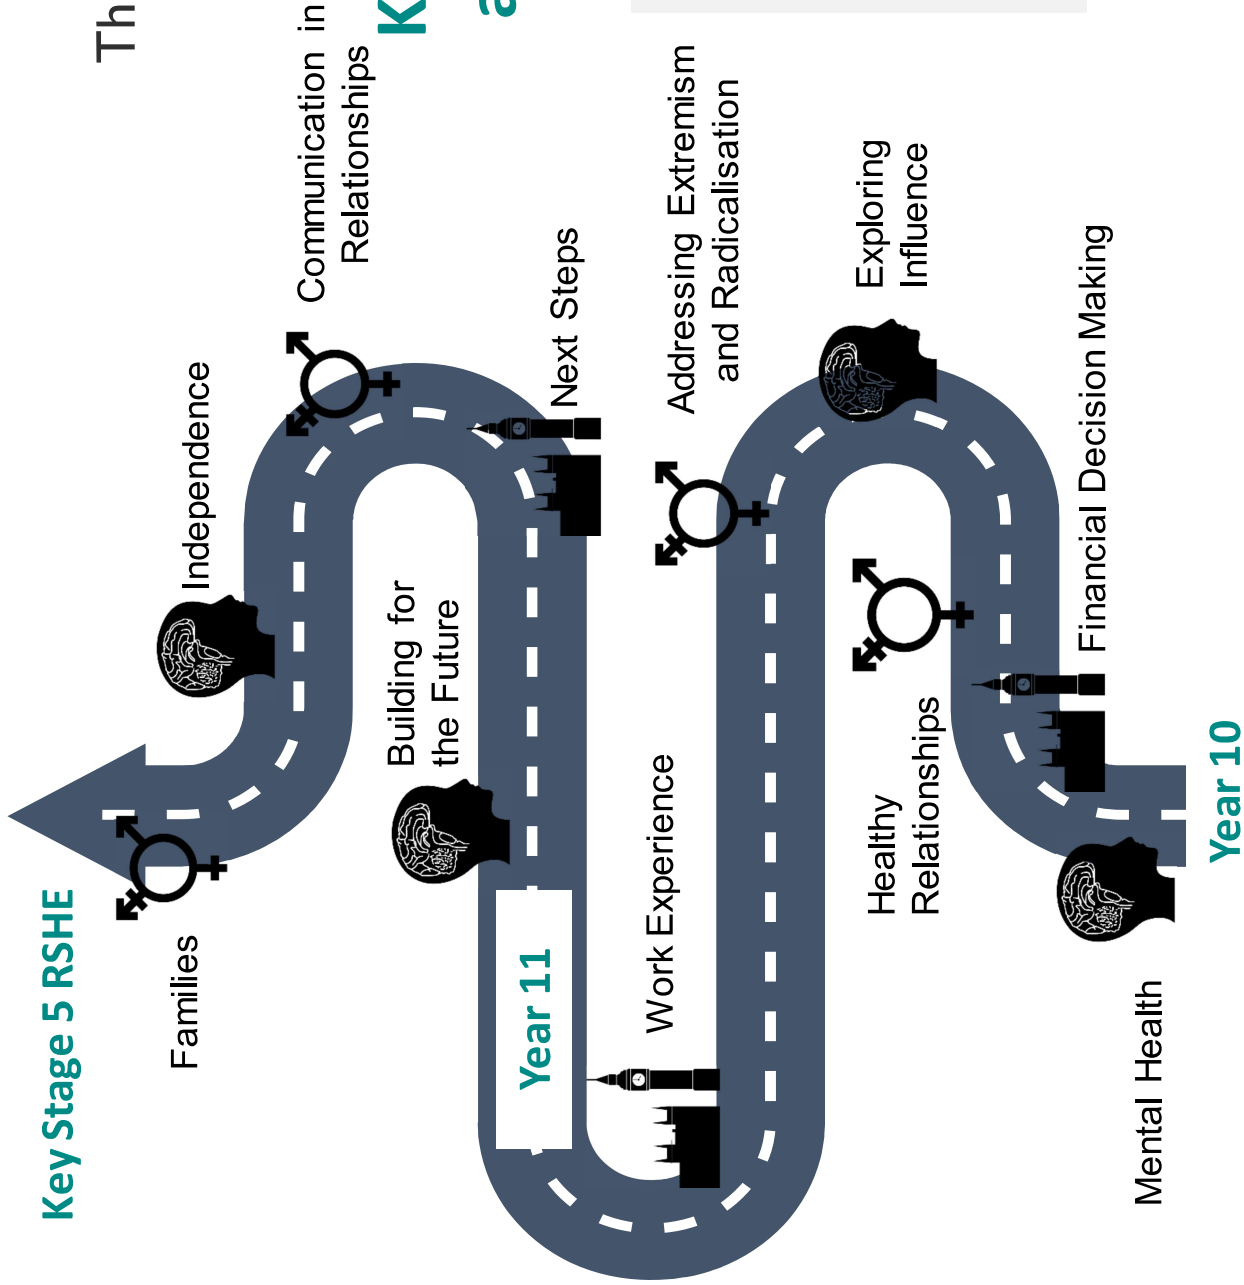 Key Stage 5 RSHE
Th
Families
Independence
Communication in
Relationships
K
a
Building for
the Future
Year 11
Next Steps
Work Experience
Addressing Extremism
and Radicalisation
Healthy
Relationships
Exploring
Influence
Financial Decision Making
Mental Health
Year 10